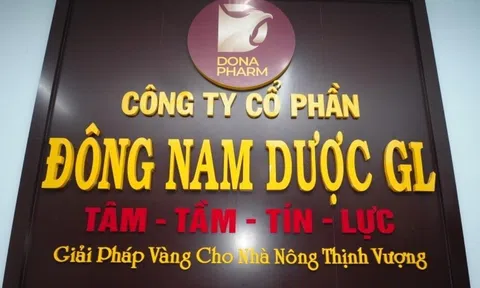 DONA
PHARM
CÔNG TY CỔ PHẦN
ĐÔNG NAM DƯỢC GL
TÂM - TẦM - TÍN - LỰC
Giải Pháp Vàng Cho Nhà Nông Thịnh Vượng